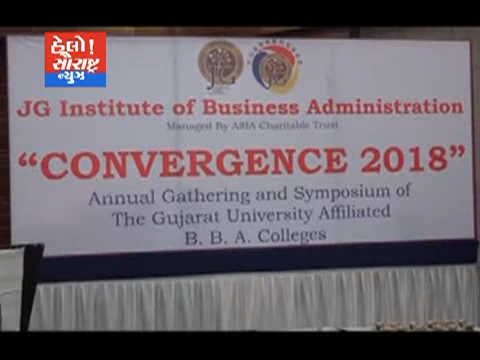 હેલો!
સૌરાષ્ટ્ર
ન્યુઝ
JG Institute of Business Administration
Managed By ASIA Charitable Trust
"CONVERGENCE 2018"
Annual Gathering and Symposium of
The Gujarat University Affiliated
B. B. A. Colleges